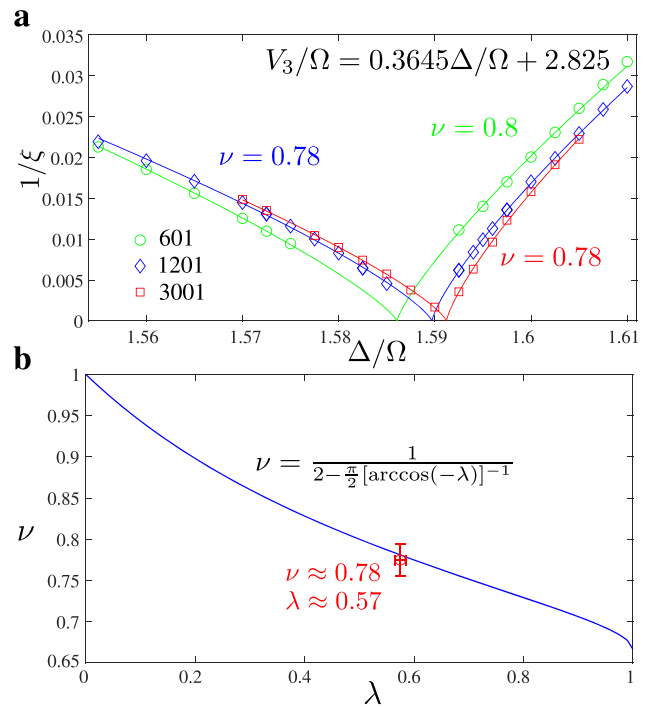 a
V₃/Ω = 0.3645Δ/Ω + 2.825
1/ξ
0.035
0.03
0.025
0.02
0.015
0.01
0.005
0
ν = 0.78
ν = 0.8
ν = 0.78
601
1201
3001
1.56 1.57 1.58 1.59 1.6 1.61
Δ/Ω
b
ν
1
0.95
0.9
0.85
0.8
0.75
0.7
0.65
ν = 1 / (2 − π/2 [arccos(−λ)]⁻¹)
ν ≈ 0.78
λ ≈ 0.57
0 0.2 0.4 0.6 0.8 1
λ